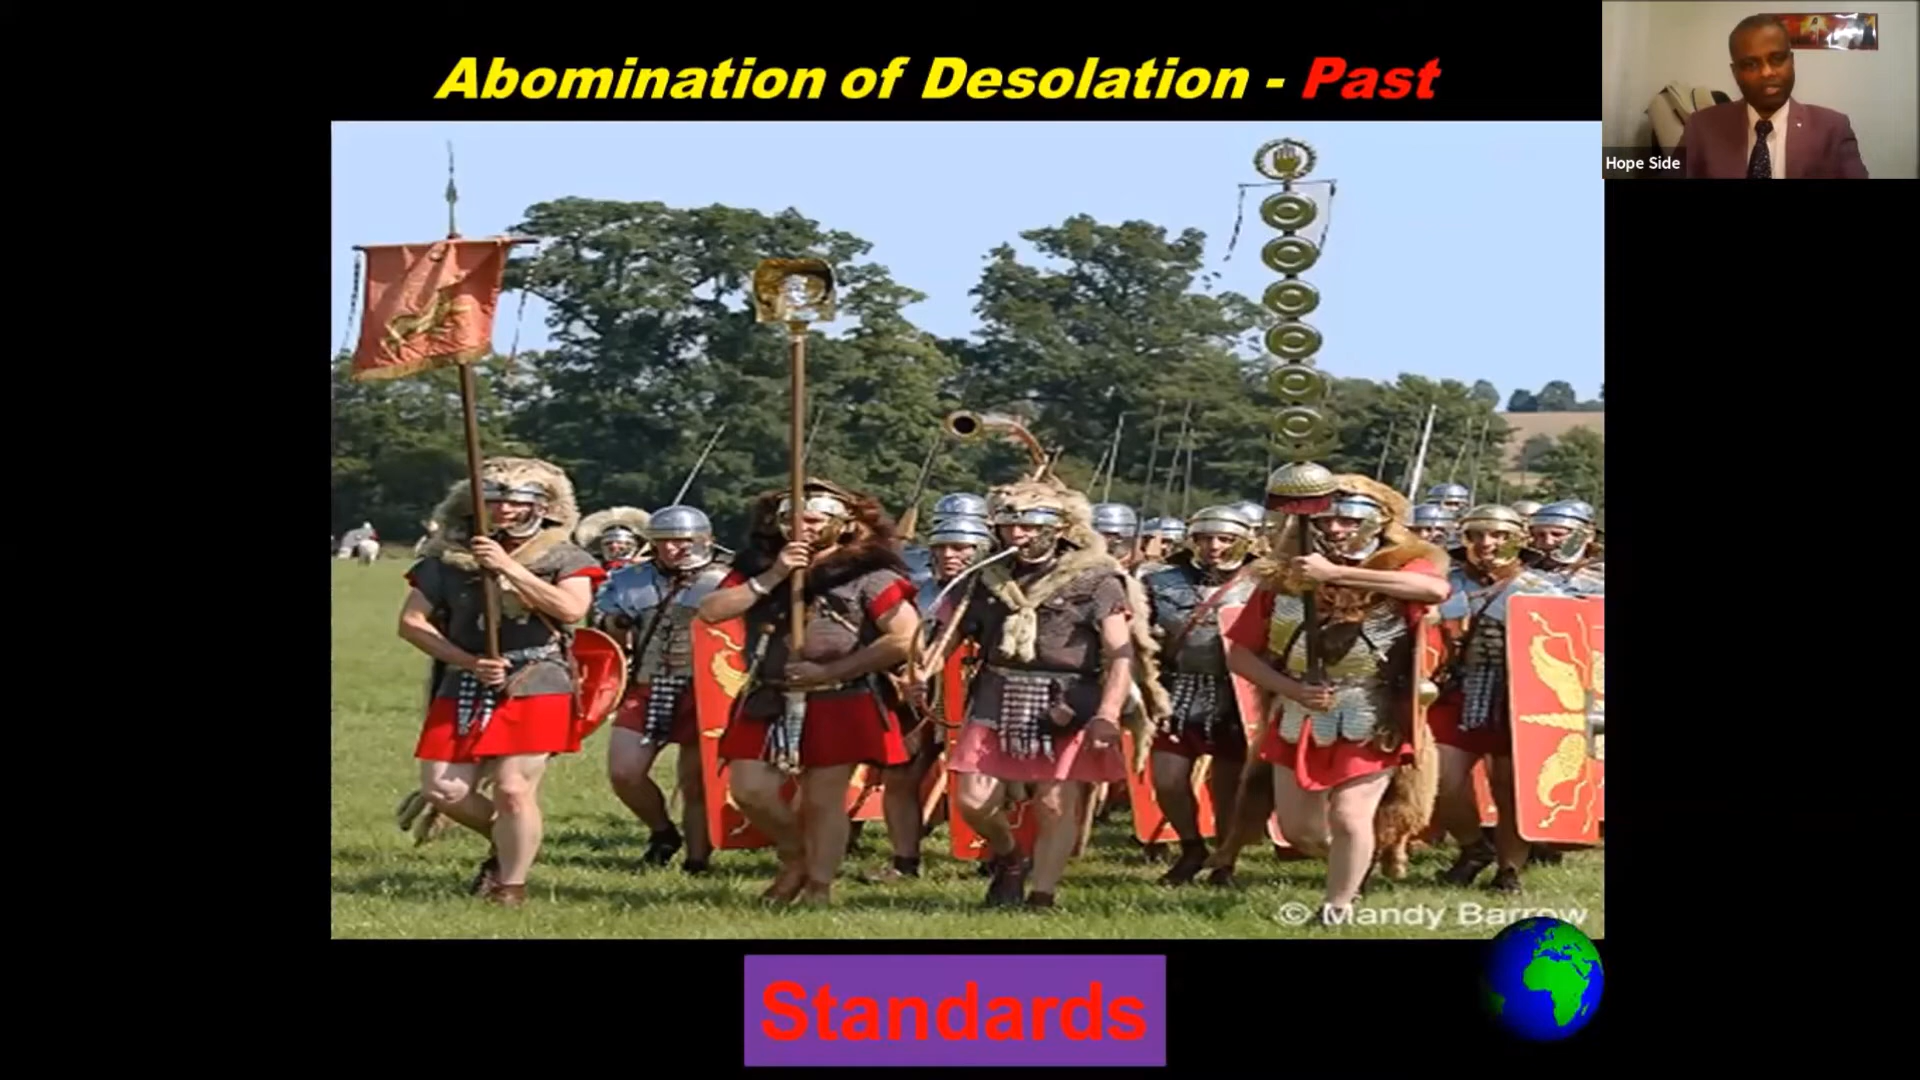 Abomination of Desolation - Past
Hope Side
© Mandy Barrow
Standards